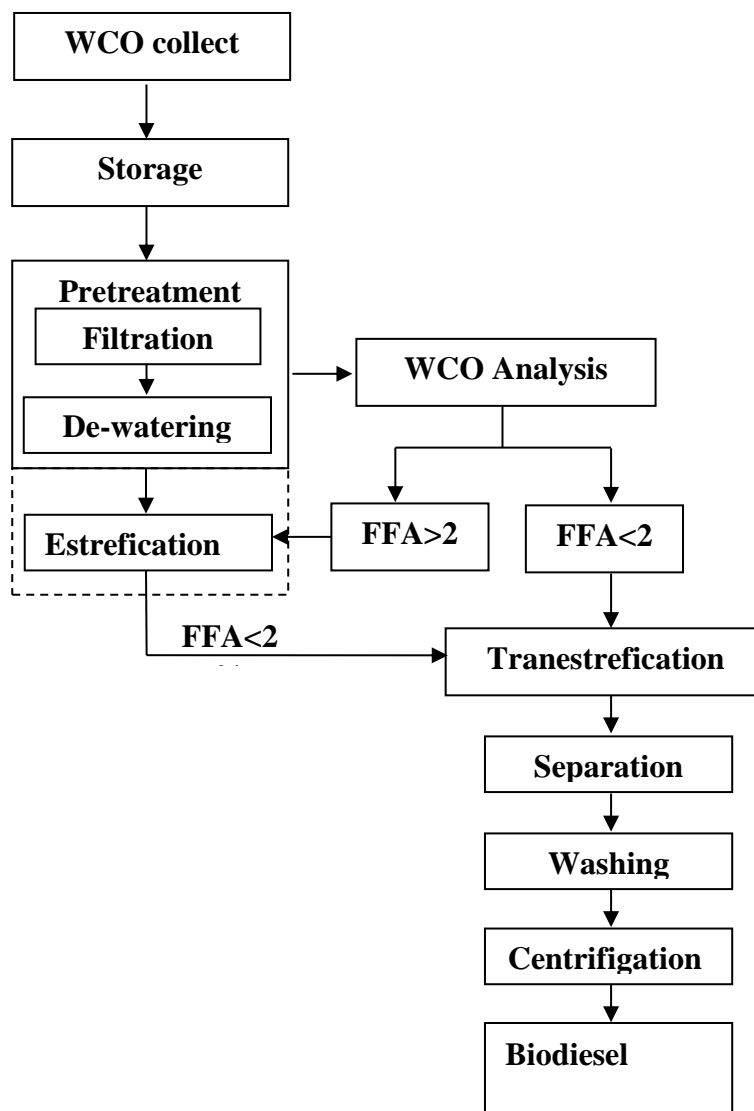 WCO collect
Storage
Pretreatment
Filtration
De-watering
WCO Analysis
FFA>2
FFA<2
Estrefication
FFA<2
Tranestrefication
Separation
Washing
Centrifigation
Biodiesel